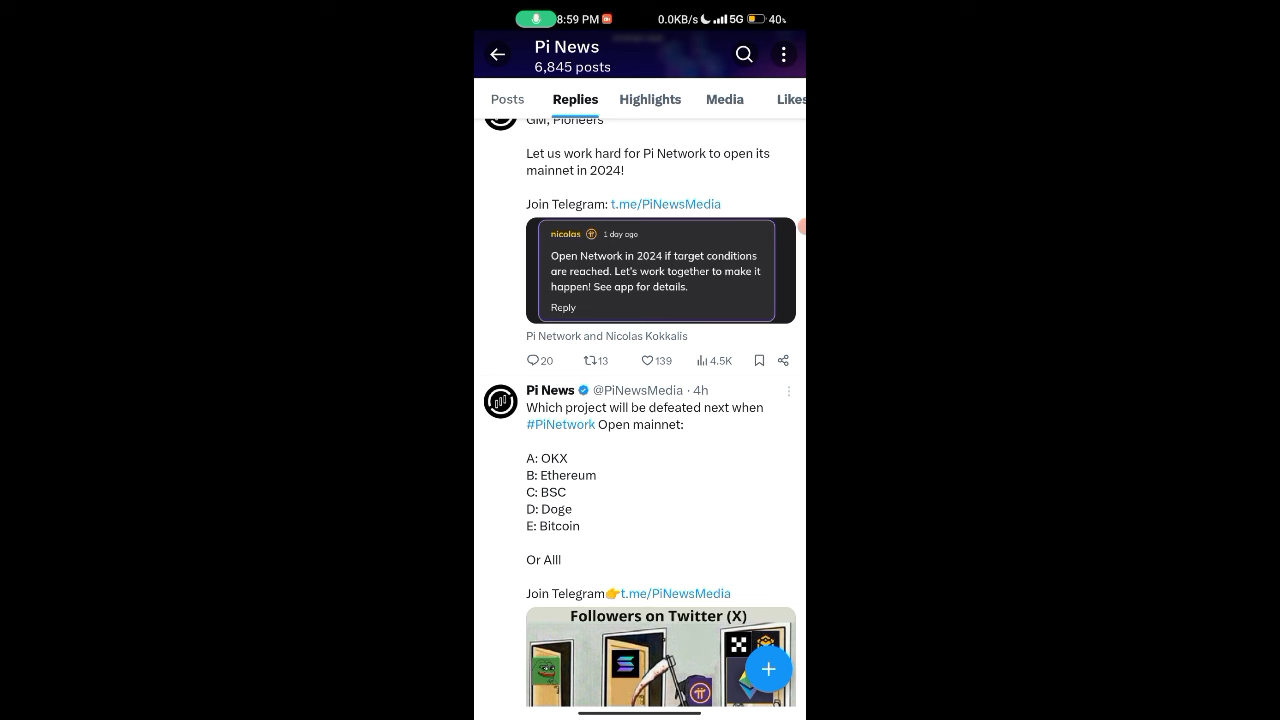 8:59 PM 0.0KB/s 5G 40%
Pi News
6,845 posts
Posts Replies Highlights Media Likes
GM, Pioneers
Let us work hard for Pi Network to open its
mainnet in 2024!
Join Telegram: t.me/PiNewsMedia
nicolas 1 day ago
Open Network in 2024 if target conditions
are reached. Let's work together to make it
happen! See app for details.
Reply
Pi Network and Nicolas Kokkalis
20 13 139 4.5K
Pi News @PiNewsMedia · 4h
Which project will be defeated next when
#PiNetwork Open mainnet:
A: OKX
B: Ethereum
C: BSC
D: Doge
E: Bitcoin
Or Alll
Join Telegram👉t.me/PiNewsMedia
Followers on Twitter (X)